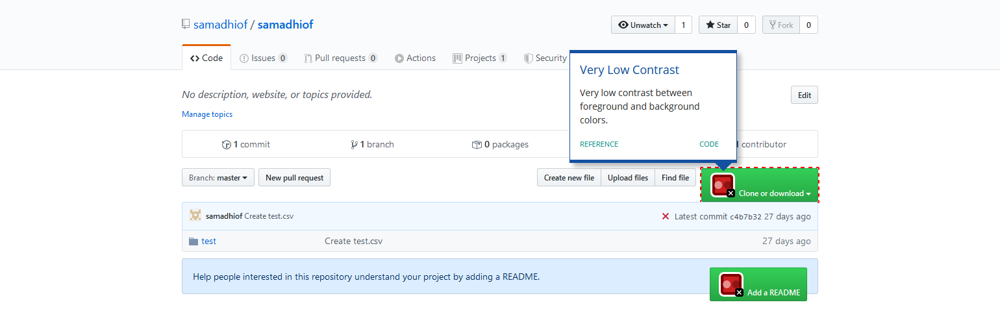 samadhiof / samadhiof
Unwatch 1 Star 0 Fork 0
Code Issues 0 Pull requests 0 Actions Projects 1 Security
Very Low Contrast
Very low contrast between
foreground and background
colors.
REFERENCE CODE
No description, website, or topics provided.
Edit
Manage topics
1 commit 1 branch 0 packages contributor
Branch: master New pull request Create new file Upload files Find file Clone or download
samadhiof Create test.csv Latest commit c4b7b32 27 days ago
test Create test.csv 27 days ago
Help people interested in this repository understand your project by adding a README.
Add a README